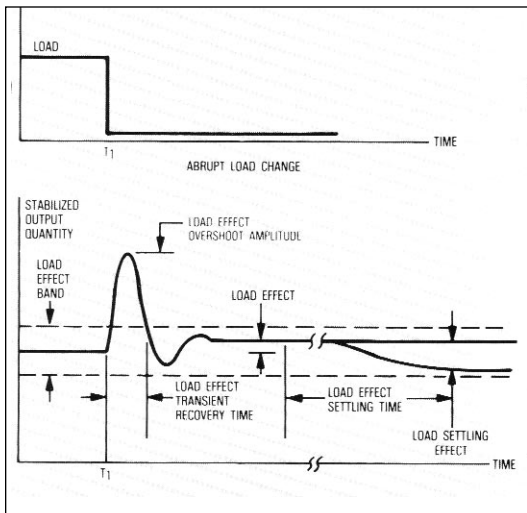 LOAD
TIME
T1
ABRUPT LOAD CHANGE
STABILIZED
OUTPUT
QUANTITY
LOAD EFFECT
OVERSHOOT AMPLITUDE
LOAD
EFFECT
BAND
LOAD EFFECT
LOAD EFFECT
TRANSIENT
RECOVERY TIME
LOAD EFFECT
SETTLING TIME
LOAD SETTLING
EFFECT
TIME
T1